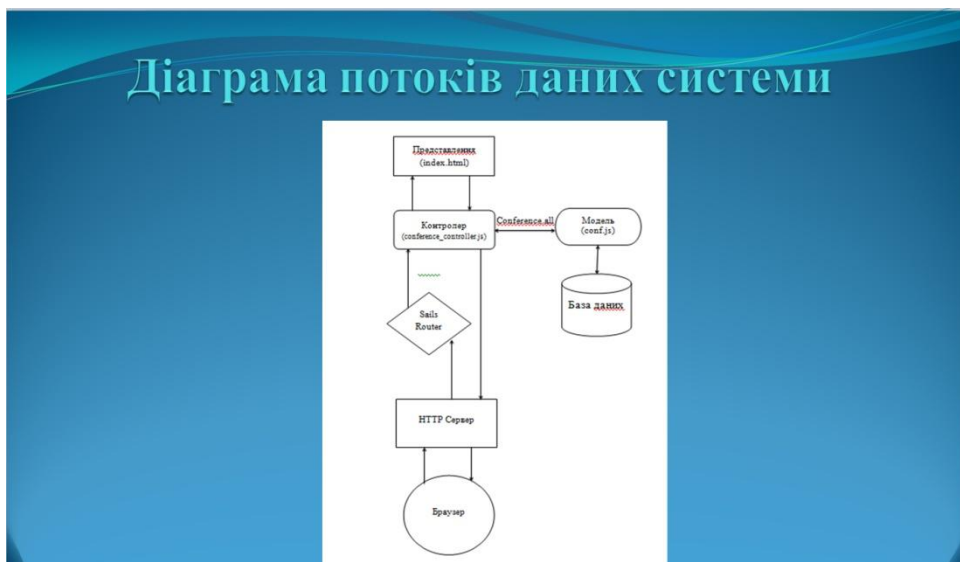 Діаграма потоків даних системи
Представлення
(index.html)
Контролер
(conference_controller.js)
Conference.all
Модель
(conf.js)
База даних
Sails
Router
HTTP Сервер
Браузер